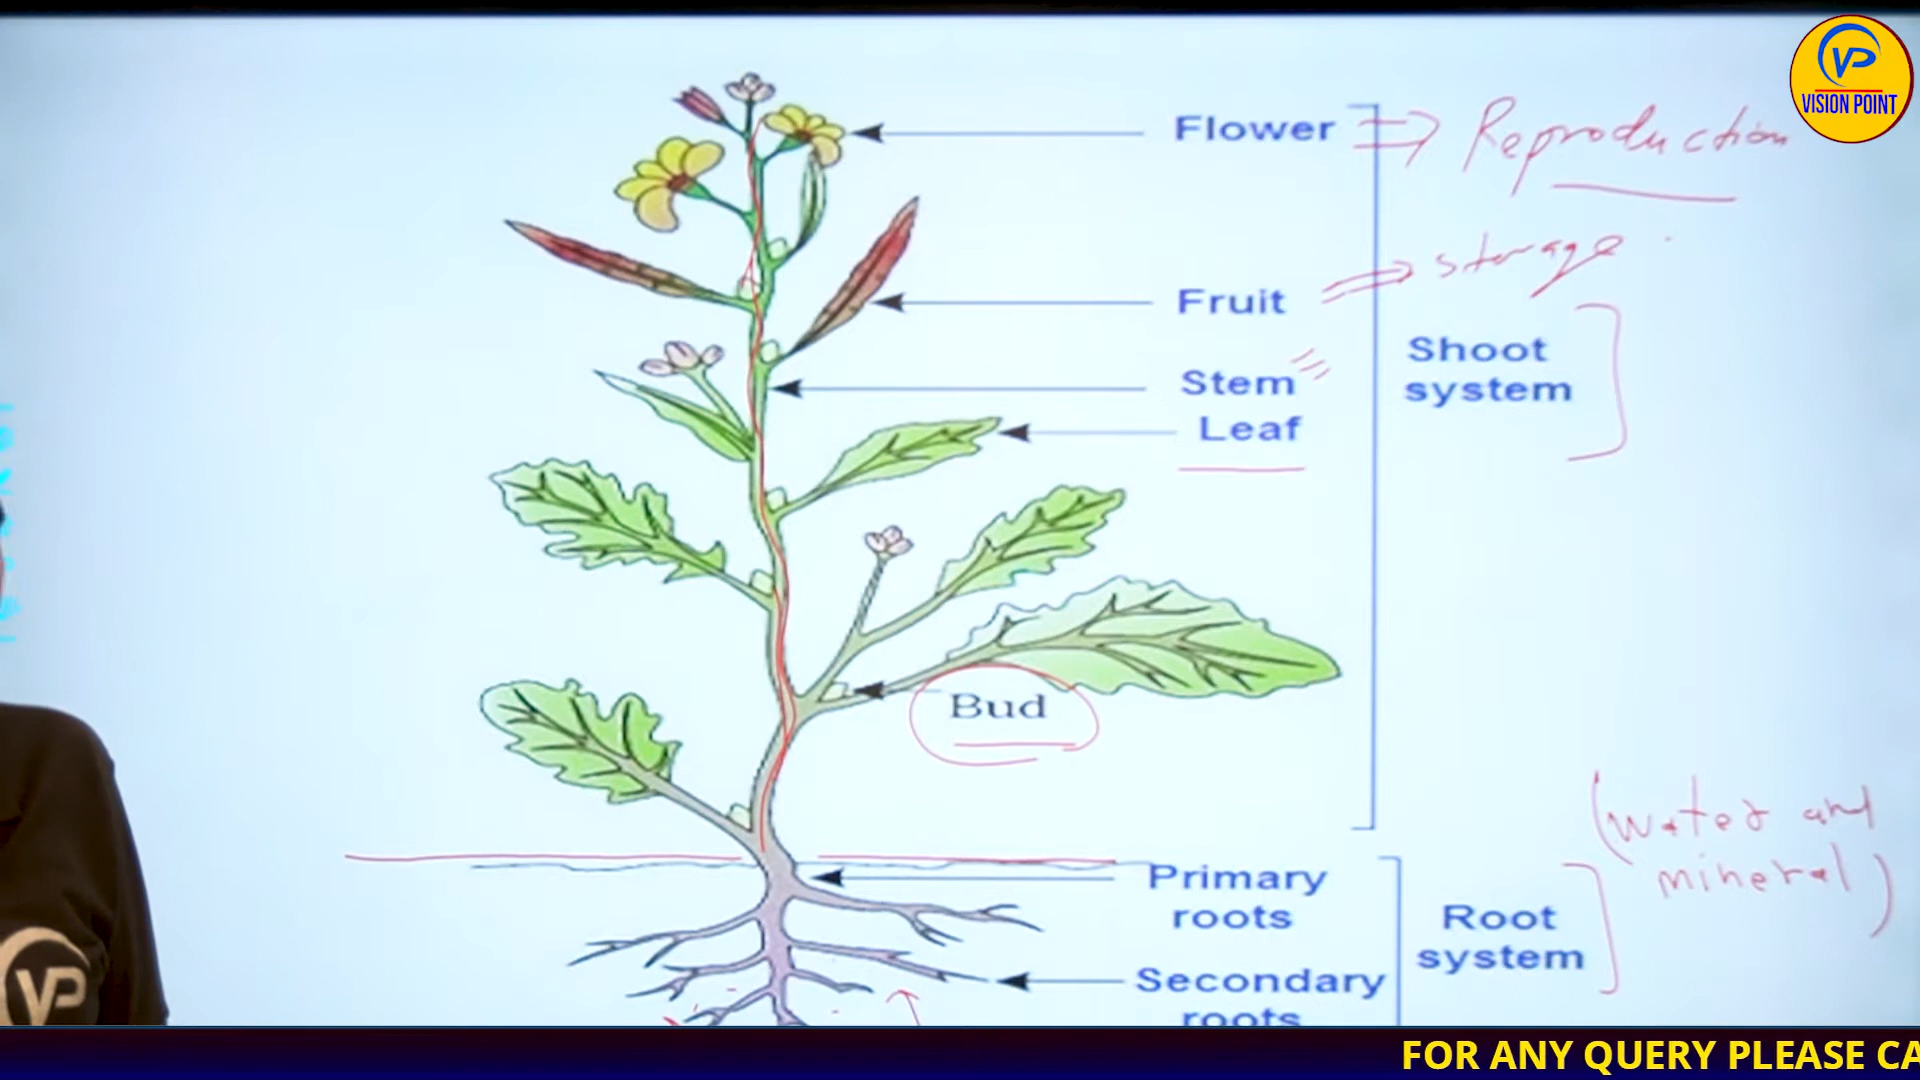 VP
VISION POINT
Flower
Reproduction
Fruit
storage
Shoot
system
Stem
Leaf
Bud
(water and
mineral)
Primary
roots
Root
system
Secondary
roots
VP
FOR ANY QUERY PLEASE CA